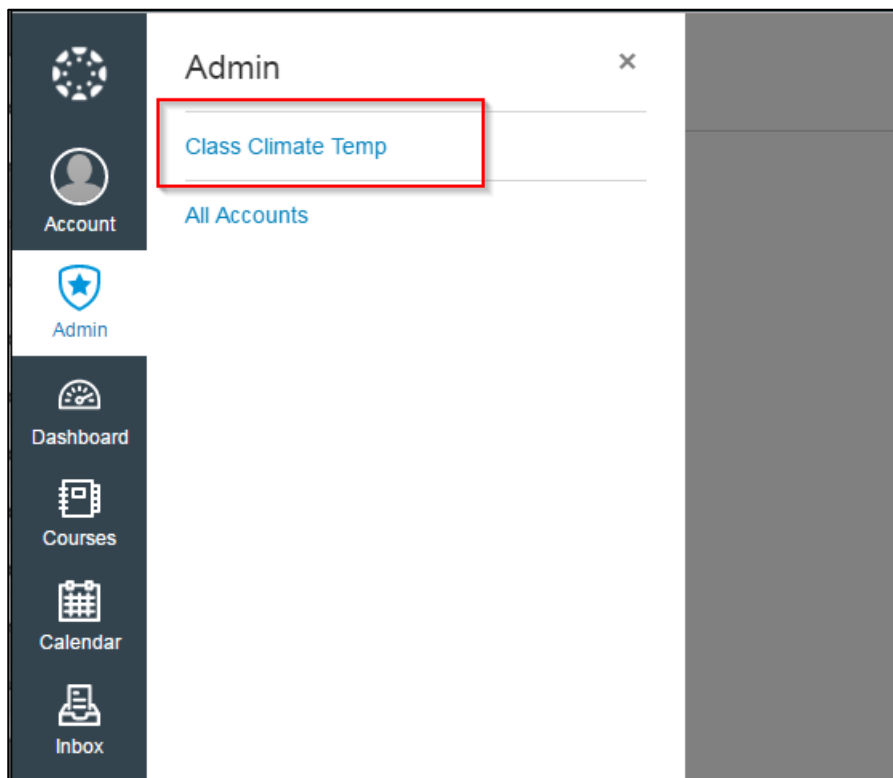 Admin
×
Class Climate Temp
All Accounts
Account
Admin
Dashboard
Courses
Calendar
Inbox